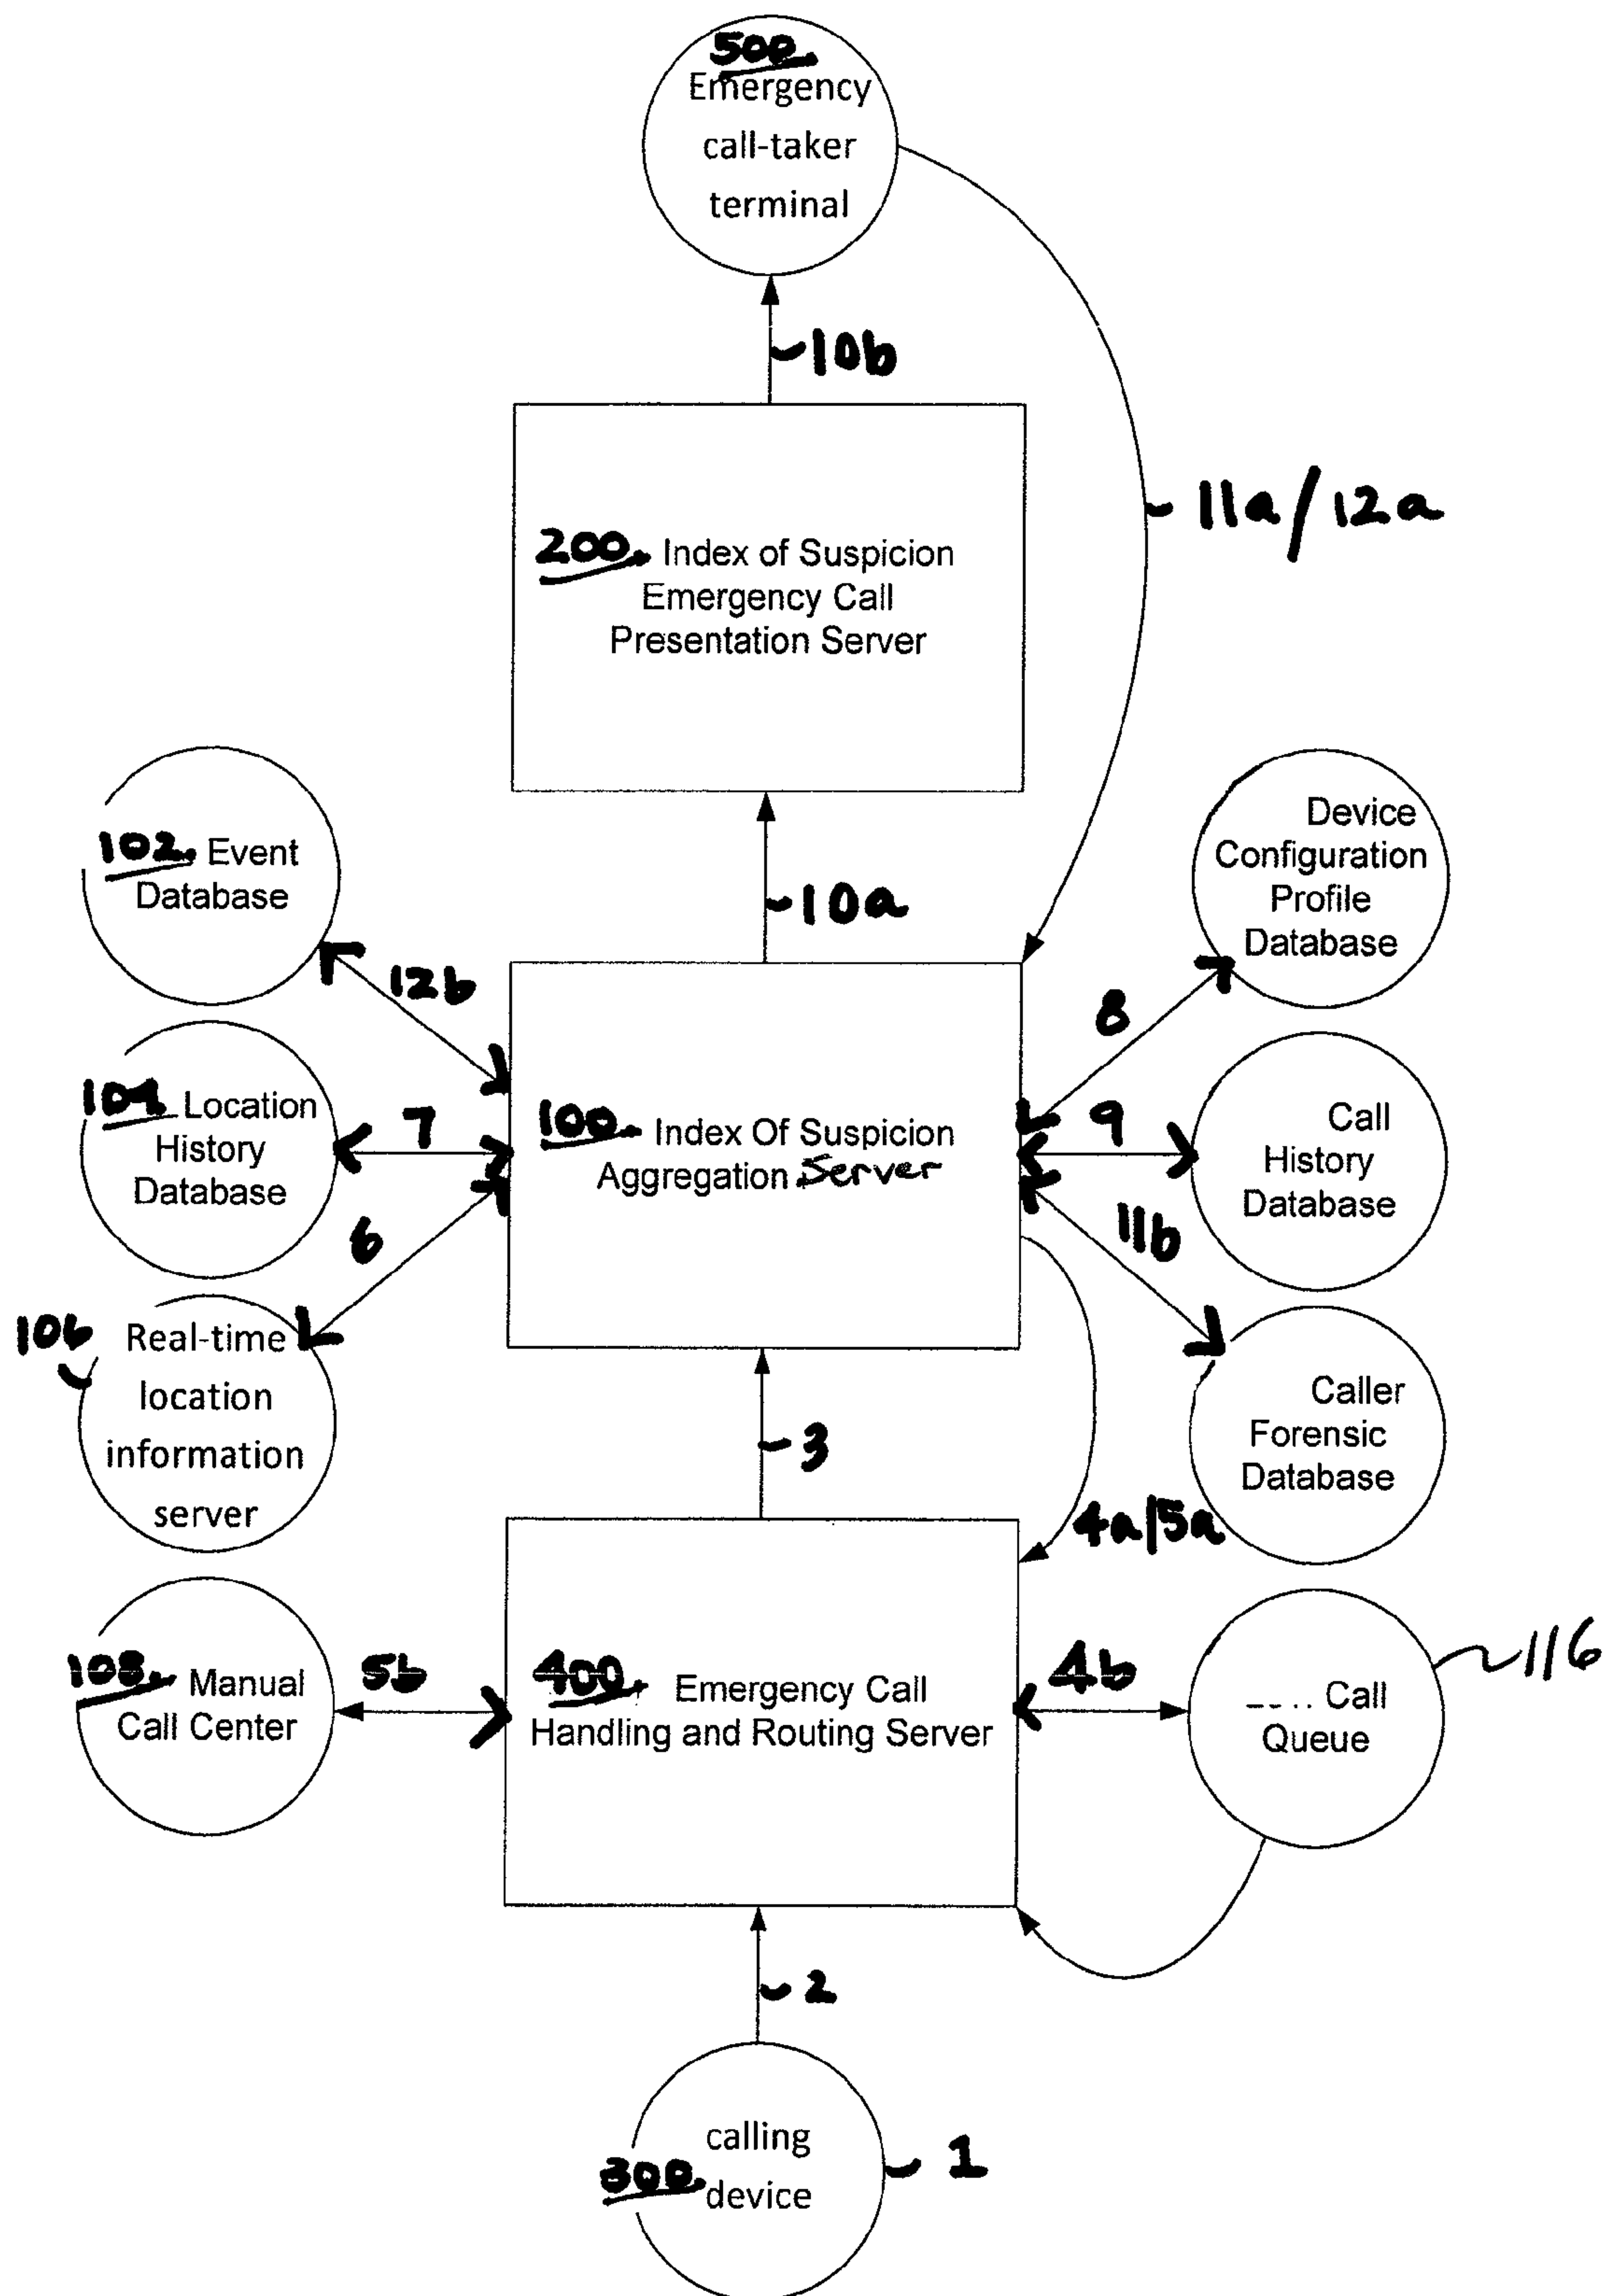 500.
Emergency
call-taker
terminal
10b
11a/12a
200. Index of Suspicion
Emergency Call
Presentation Server
102. Event
Database
10a
Device
Configuration
Profile
Database
12b
8
104. Location
History
Database
7
100. Index Of Suspicion
Aggregation Server
9
Call
History
Database
6
11b
106
Real-time
location
information
server
3
Caller
Forensic
Database
4a/5a
108. Manual
Call Center
5b
400. Emergency Call
Handling and Routing Server
4b
Call
Queue
116
2
calling
300. device
1